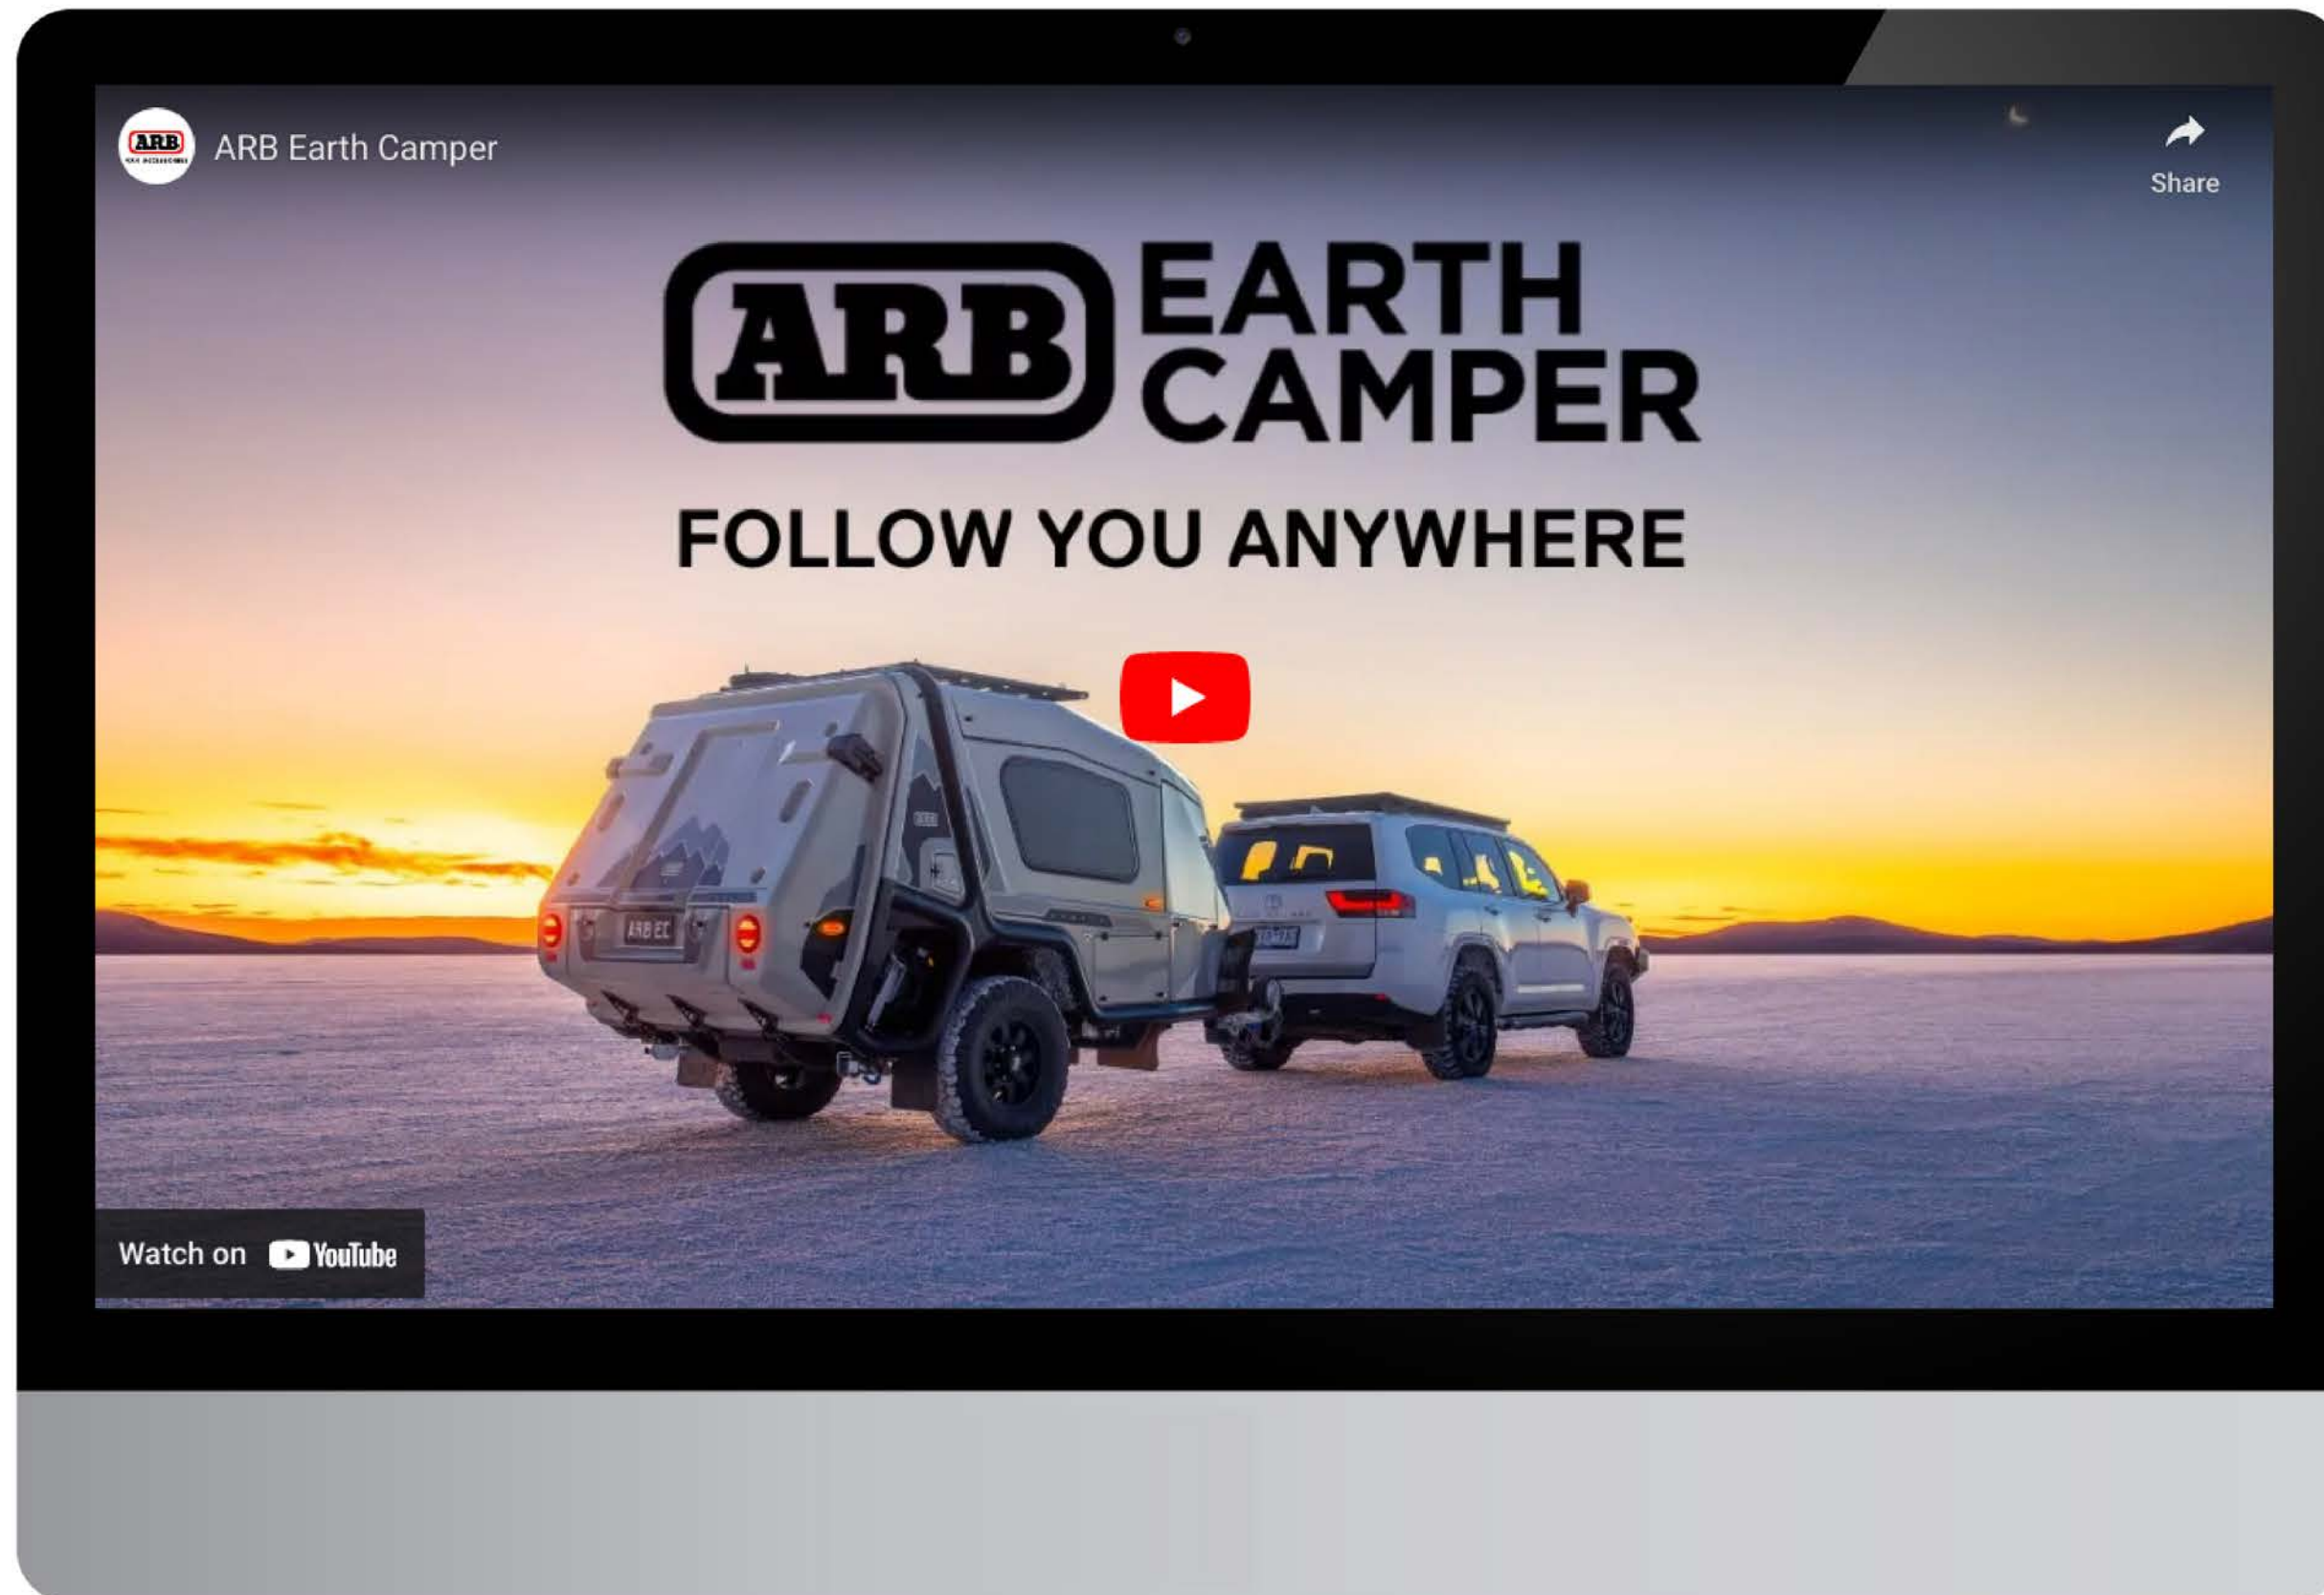 ARB
ARB Earth Camper
Share
ARB EARTH
CAMPER
FOLLOW YOU ANYWHERE
ARB EC
Watch on YouTube